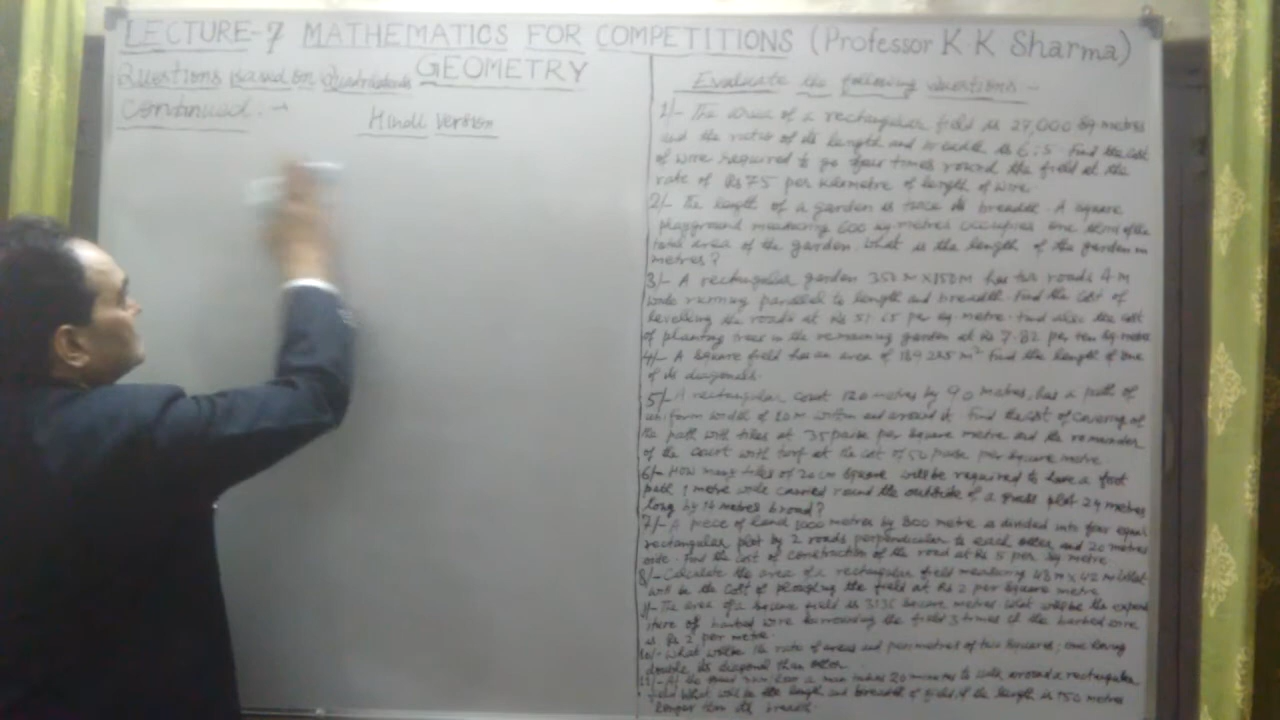 LECTURE-7 MATHEMATICS FOR COMPETITIONS (Professor K K Sharma)
GEOMETRY
Questions Based on Quadrilaterals
Continued. →
Hindi Version
Evaluate the following questions:-
1/- The area of a rectangular field is 27,000 sq metres
and the ratio of its length and breadth is 6:5. Find the cost
of wire required to go four times round the field at the
rate of Rs 75 per kilometre of length of wire.
2/- The length of a garden is twice its breadth. A square
playground measuring 600 sq.metres occupies one third of the
total area of the garden. What is the length of the garden in
metres?
3/- A rectangular garden 350 M X 150 M has two roads 4 M
wide running parallel to length and breadth. Find the cost of
levelling the roads at Rs 51.65 per sq metre. Find also the cost
of planting trees in the remaining garden at Rs 7.82 per ten sq metre
4/- A square field has an area of m² Find the length of one
of its diagonals.
5/- A rectangular court 120 metres by 90 metres, has a path of
uniform width of 10 M within and around it. Find the cost of covering of
the path with tiles at 35 paise per square metre and the remainder
of the court with turf at the cost of 50 paise per square metre.
6/- How many tiles of 20 cm square will be required to have a foot
path 1 metre wide carried round the outside of a grass plot 24 metres
long by 14 metres broad?
7/- A piece of land 1000 metres by 800 metre is divided into four equal
rectangular plot by 2 roads perpendicular to each other and 20 metres
wide. Find the cost of construction of the road at Rs 5 per sq metre
8/- Calculate the area of a rectangular field measuring 48 m x 42 m What
will be the cost of ploughing the field at Rs 2 per square metre
9/- The area of a square field is square metres What will be the expend
iture of barbed wire surrounding the field 3 times if the barbed wire
is Rs 2 per metre.
10/- What will be the ratio of areas and perimetres of two squares; one having
double its diagonal than other.
11/- At the a man takes 20 minutes to walk around a rectangular
field What will be the length and breadth of field, if the length is 750 metres
longer than its breadth.